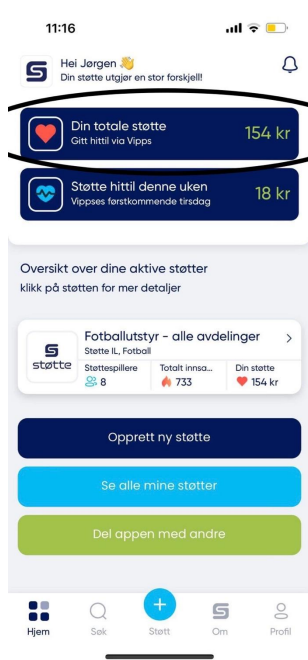 11:16
Hei Jørgen 👋
Din støtte utgjør en stor forskjell!
Din totale støtte
Gitt hittil via Vipps
154 kr
Støtte hittil denne uken
Vippses førstkommende tirsdag
18 kr
Oversikt over dine aktive støtter
klikk på støtten for mer detaljer
støtte
Fotballutstyr - alle avdelinger
Støtte IL, Fotball
Støttespillere
8
Totalt innsa...
733
Din støtte
154 kr
Opprett ny støtte
Se alle mine støtter
Del appen med andre
Hjem
Søk
Støtt
Om
Profil